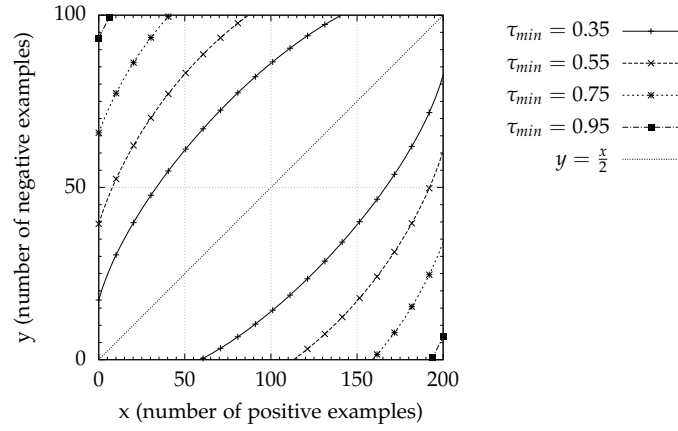 100
50
0
0
50
100
150
200
y (number of negative examples)
x (number of positive examples)
τmin = 0.35
τmin = 0.55
τmin = 0.75
τmin = 0.95
y = x/2